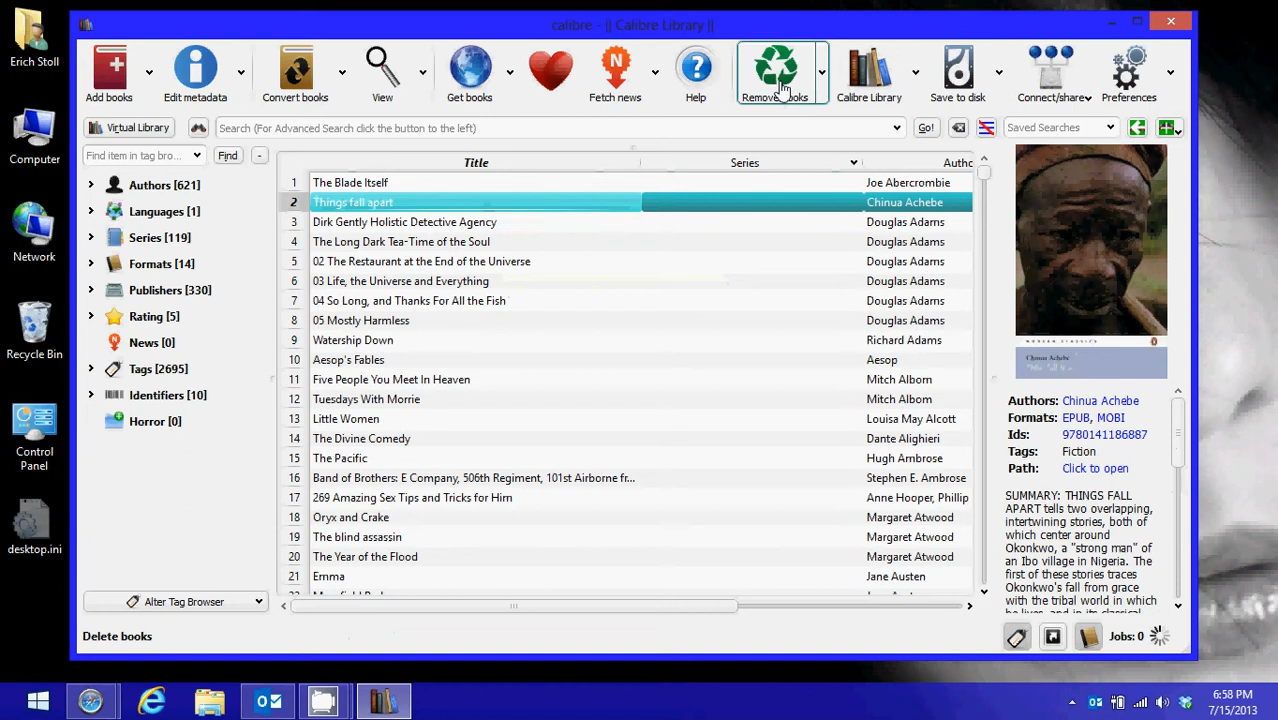 Erich Stoll
Computer
Network
Recycle Bin
Control
Panel
desktop.ini
calibre - || Calibre Library ||
Add books
Edit metadata
Convert books
View
Get books
Fetch news
Help
Remove books
Calibre Library
Save to disk
Connect/share
Preferences
Virtual Library
Search (For Advanced Search click the button to the left)
Go!
Saved Searches
Find item in tag bro...
Find
-
Authors [621]
Languages [1]
Series [119]
Formats [14]
Publishers [330]
Rating [5]
News [0]
Tags [2695]
Identifiers [10]
Horror [0]
Alter Tag Browser
Title Series Autho
1 The Blade Itself Joe Abercrombie
2 Things fall apart Chinua Achebe
3 Dirk Gently Holistic Detective Agency Douglas Adams
4 The Long Dark Tea-Time of the Soul Douglas Adams
5 02 The Restaurant at the End of the Universe Douglas Adams
6 03 Life, the Universe and Everything Douglas Adams
7 04 So Long, and Thanks For All the Fish Douglas Adams
8 05 Mostly Harmless Douglas Adams
9 Watership Down Richard Adams
10 Aesop's Fables Aesop
11 Five People You Meet In Heaven Mitch Albom
12 Tuesdays With Morrie Mitch Albom
13 Little Women Louisa May Alcott
14 The Divine Comedy Dante Alighieri
15 The Pacific Hugh Ambrose
16 Band of Brothers: E Company, 506th Regiment, 101st Airborne fr... Stephen E. Ambrose
17 269 Amazing Sex Tips and Tricks for Him Anne Hooper, Phillip
18 Oryx and Crake Margaret Atwood
19 The blind assassin Margaret Atwood
20 The Year of the Flood Margaret Atwood
21 Emma Jane Austen
MODERN CLASSICS
Chinua Achebe
Authors: Chinua Achebe
Formats: EPUB, MOBI
Ids: 9780141186887
Tags: Fiction
Path: Click to open
SUMMARY: THINGS FALL
APART tells two overlapping,
intertwining stories, both of
which center around
Okonkwo, a "strong man" of
an Ibo village in Nigeria. The
first of these stories traces
Okonkwo's fall from grace
with the tribal world in which
he lives, and in its classical
Delete books
Jobs: 0
6:58 PM
7/15/2013